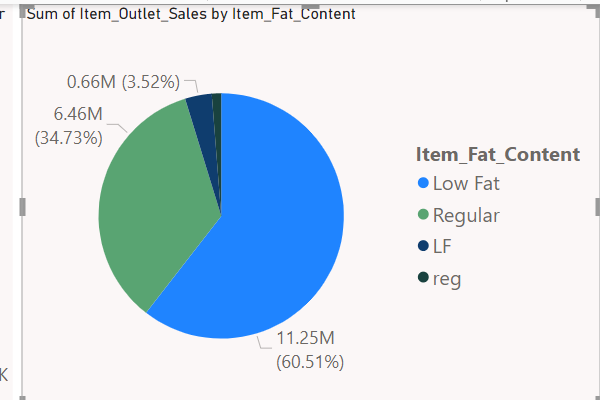 r
Sum of Item_Outlet_Sales by Item_Fat_Content
0.66M (3.52%)
6.46M
(34.73%)
Item_Fat_Content
Low Fat
Regular
LF
reg
11.25M
(60.51%)
K